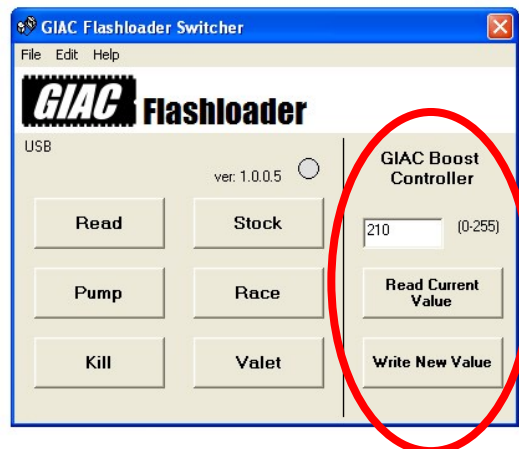 GIAC Flashloader Switcher
File Edit Help
GIAC Flashloader
USB
ver: 1.0.0.5
Read Stock
Pump Race
Kill Valet
GIAC Boost
Controller
210 (0-255)
Read Current
Value
Write New Value